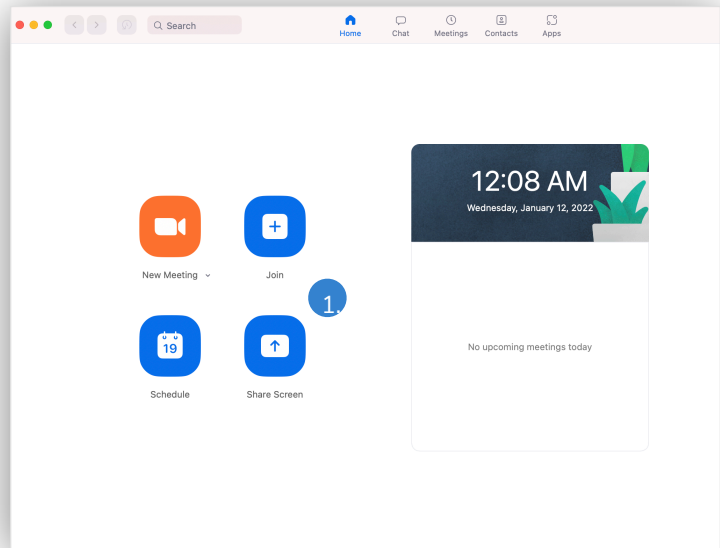 Search
Home
Chat
Meetings
Contacts
Apps
12:08 AM
Wednesday, January 12, 2022
New Meeting
Join
1.
19
Schedule
Share Screen
No upcoming meetings today